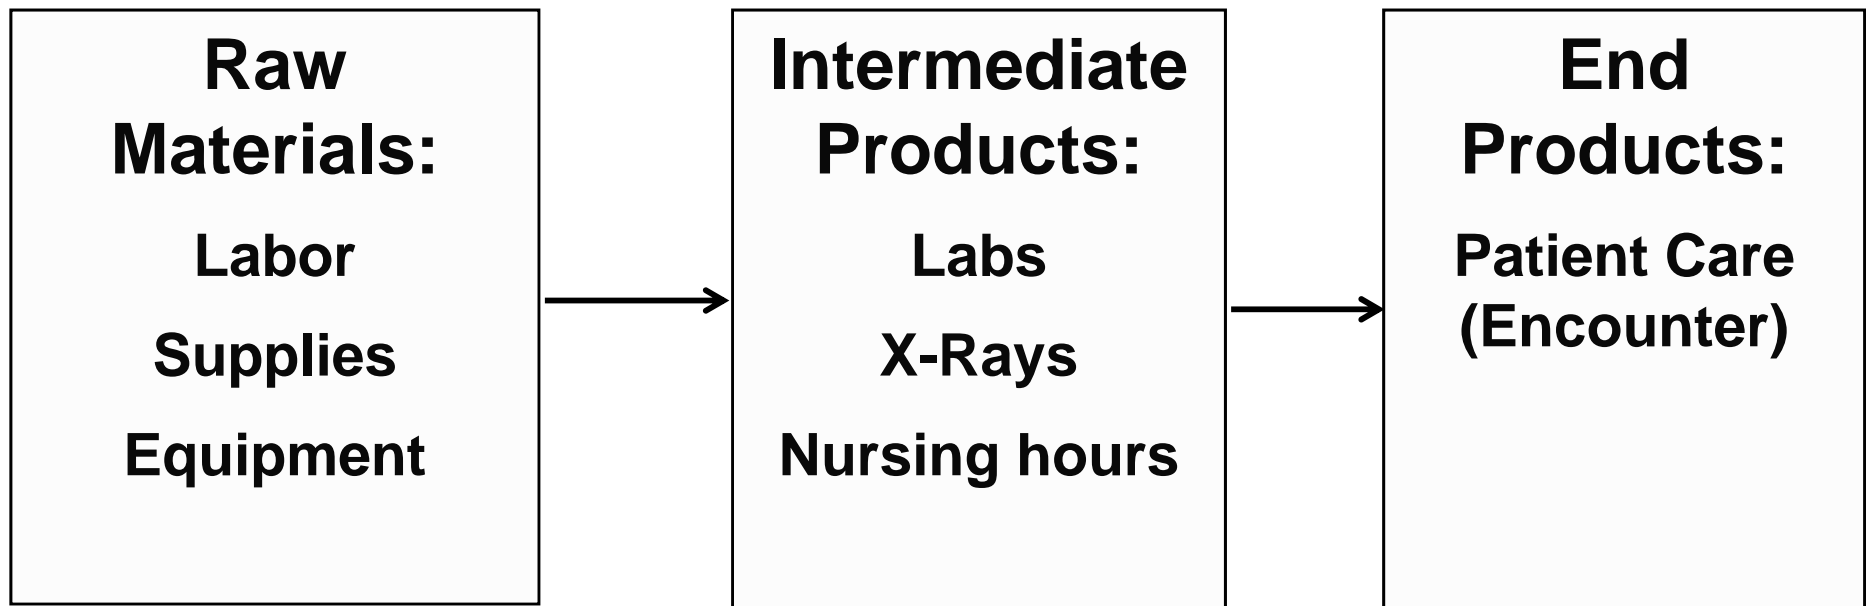 Raw
Materials:
Labor
Supplies
Equipment
Intermediate
Products:
Labs
X-Rays
Nursing hours
End
Products:
Patient Care
(Encounter)